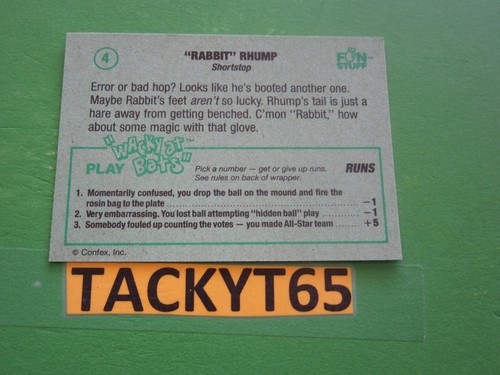 4
"RABBIT" RHUMP
Shortstop
FUN-
STUFF
Error or bad hop? Looks like he's booted another one.
Maybe Rabbit's feet aren't so lucky. Rhump's tail is just a
hare away from getting benched. C'mon "Rabbit," how
about some magic with that glove.
PLAY "Wacky at Bats"™
Pick a number — get or give up runs.
See rules on back of wrapper.
RUNS
1. Momentarily confused, you drop the ball on the mound and fire the
rosin bag to the plate –1
2. Very embarrassing. You lost ball attempting "hidden ball" play –1
3. Somebody fouled up counting the votes — you made All-Star team +5
© Confex, Inc.
TACKYT65